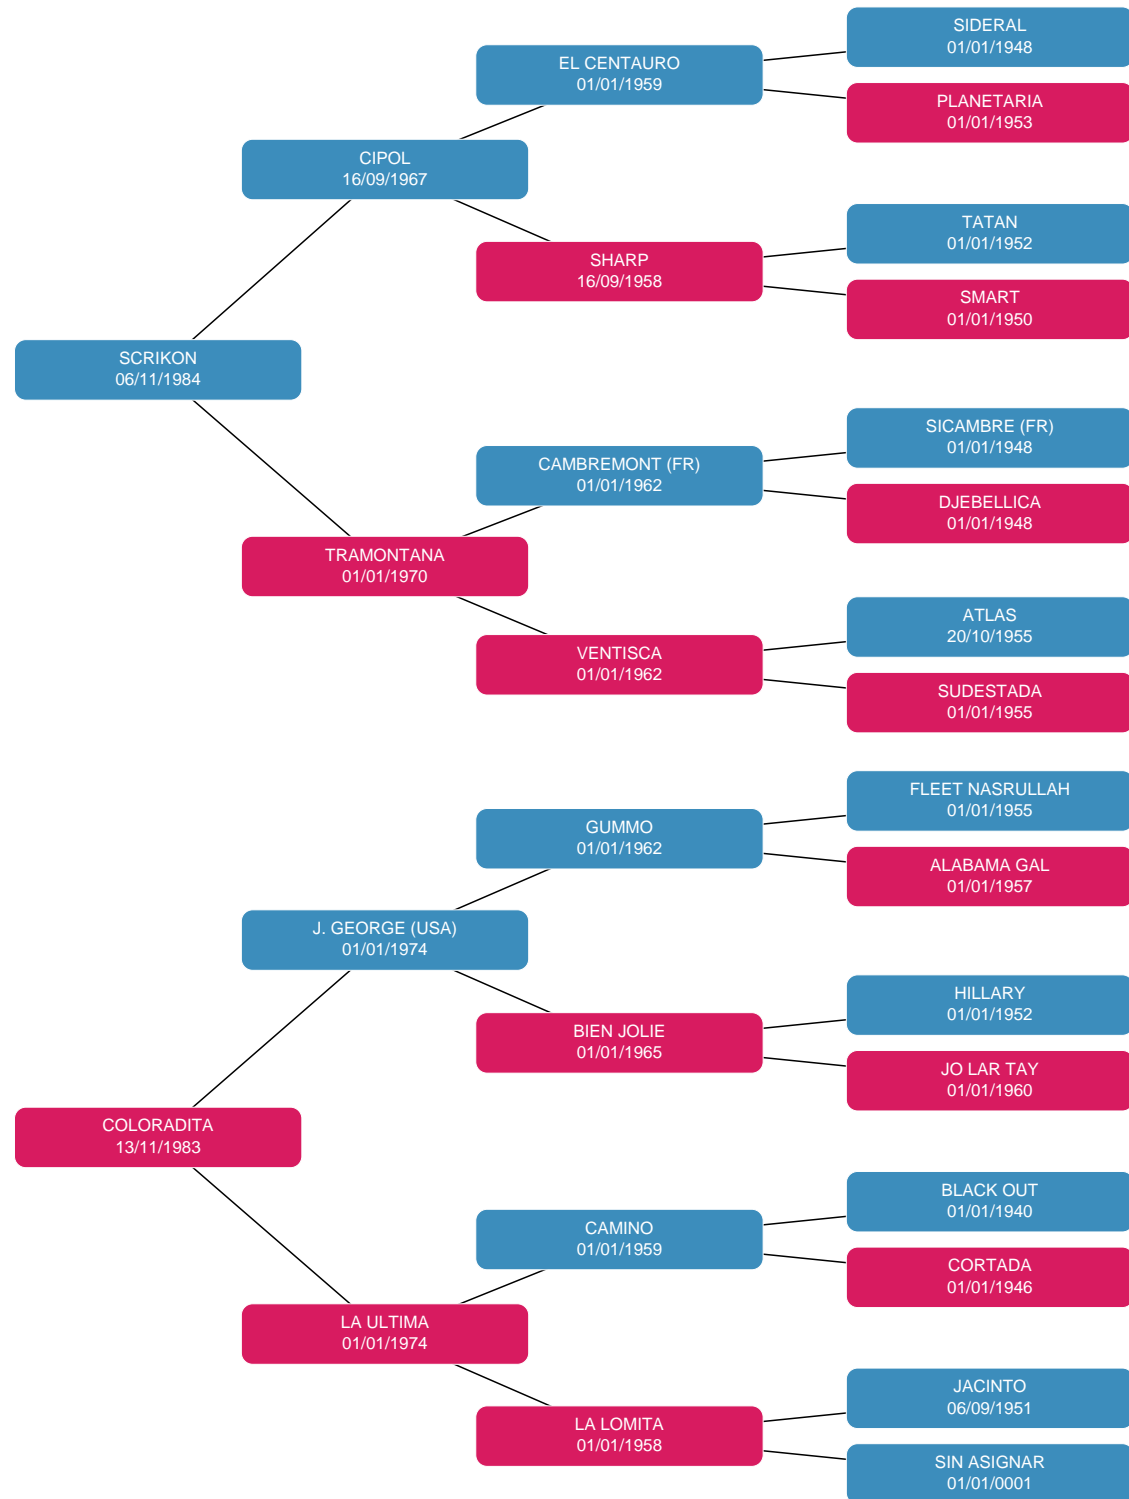 SIDERAL
01/01/1948
EL CENTAURO
01/01/1959
PLANETARIA
01/01/1953
CIPOL
16/09/1967
TATAN
01/01/1952
SHARP
16/09/1958
SMART
01/01/1950
SCRIKON
06/11/1984
SICAMBRE (FR)
01/01/1948
CAMBREMONT (FR)
01/01/1962
DJEBELLICA
01/01/1948
TRAMONTANA
01/01/1970
ATLAS
20/10/1955
VENTISCA
01/01/1962
SUDESTADA
01/01/1955
FLEET NASRULLAH
01/01/1955
GUMMO
01/01/1962
ALABAMA GAL
01/01/1957
J. GEORGE (USA)
01/01/1974
HILLARY
01/01/1952
BIEN JOLIE
01/01/1965
JO LAR TAY
01/01/1960
COLORADITA
13/11/1983
BLACK OUT
01/01/1940
CAMINO
01/01/1959
CORTADA
01/01/1946
LA ULTIMA
01/01/1974
JACINTO
06/09/1951
LA LOMITA
01/01/1958
SIN ASIGNAR
01/01/0001